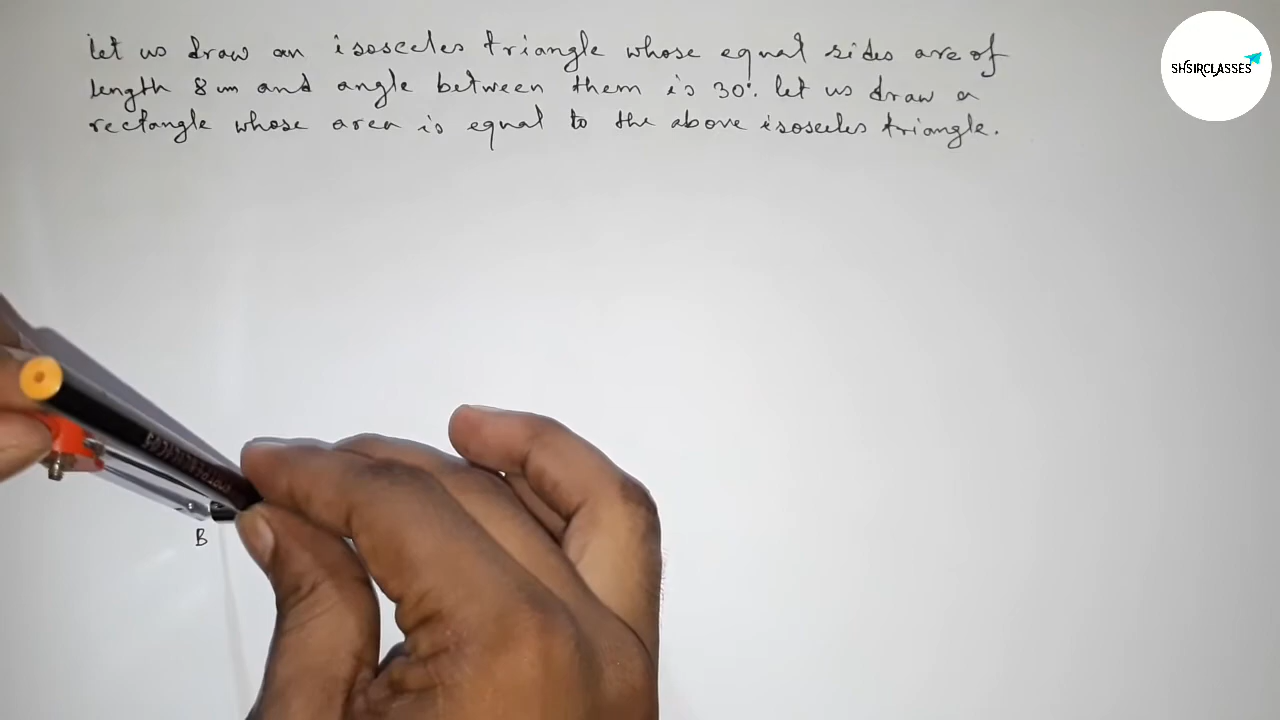 let us draw an isosceles triangle whose equal sides are of
length 8 cm and angle between them is 30°. let us draw a
rectangle whose area is equal to the above isosceles triangle.
SHSIRCLASSES
B